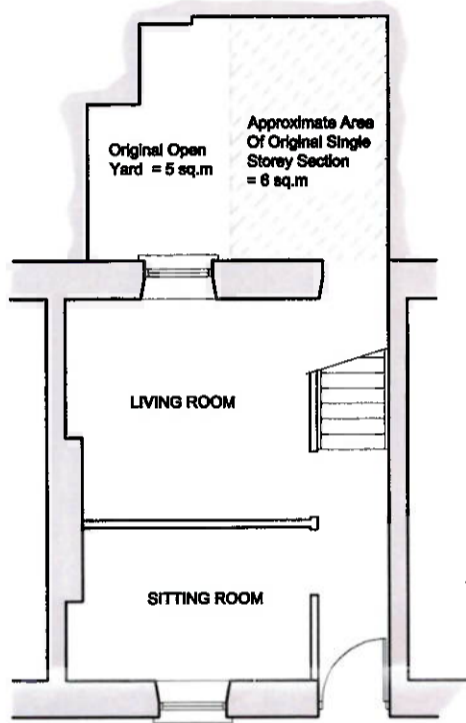 Original Open
Yard = 5 sq.m
Approximate Area
Of Original Single
Storey Section
= 6 sq.m
LIVING ROOM
SITTING ROOM